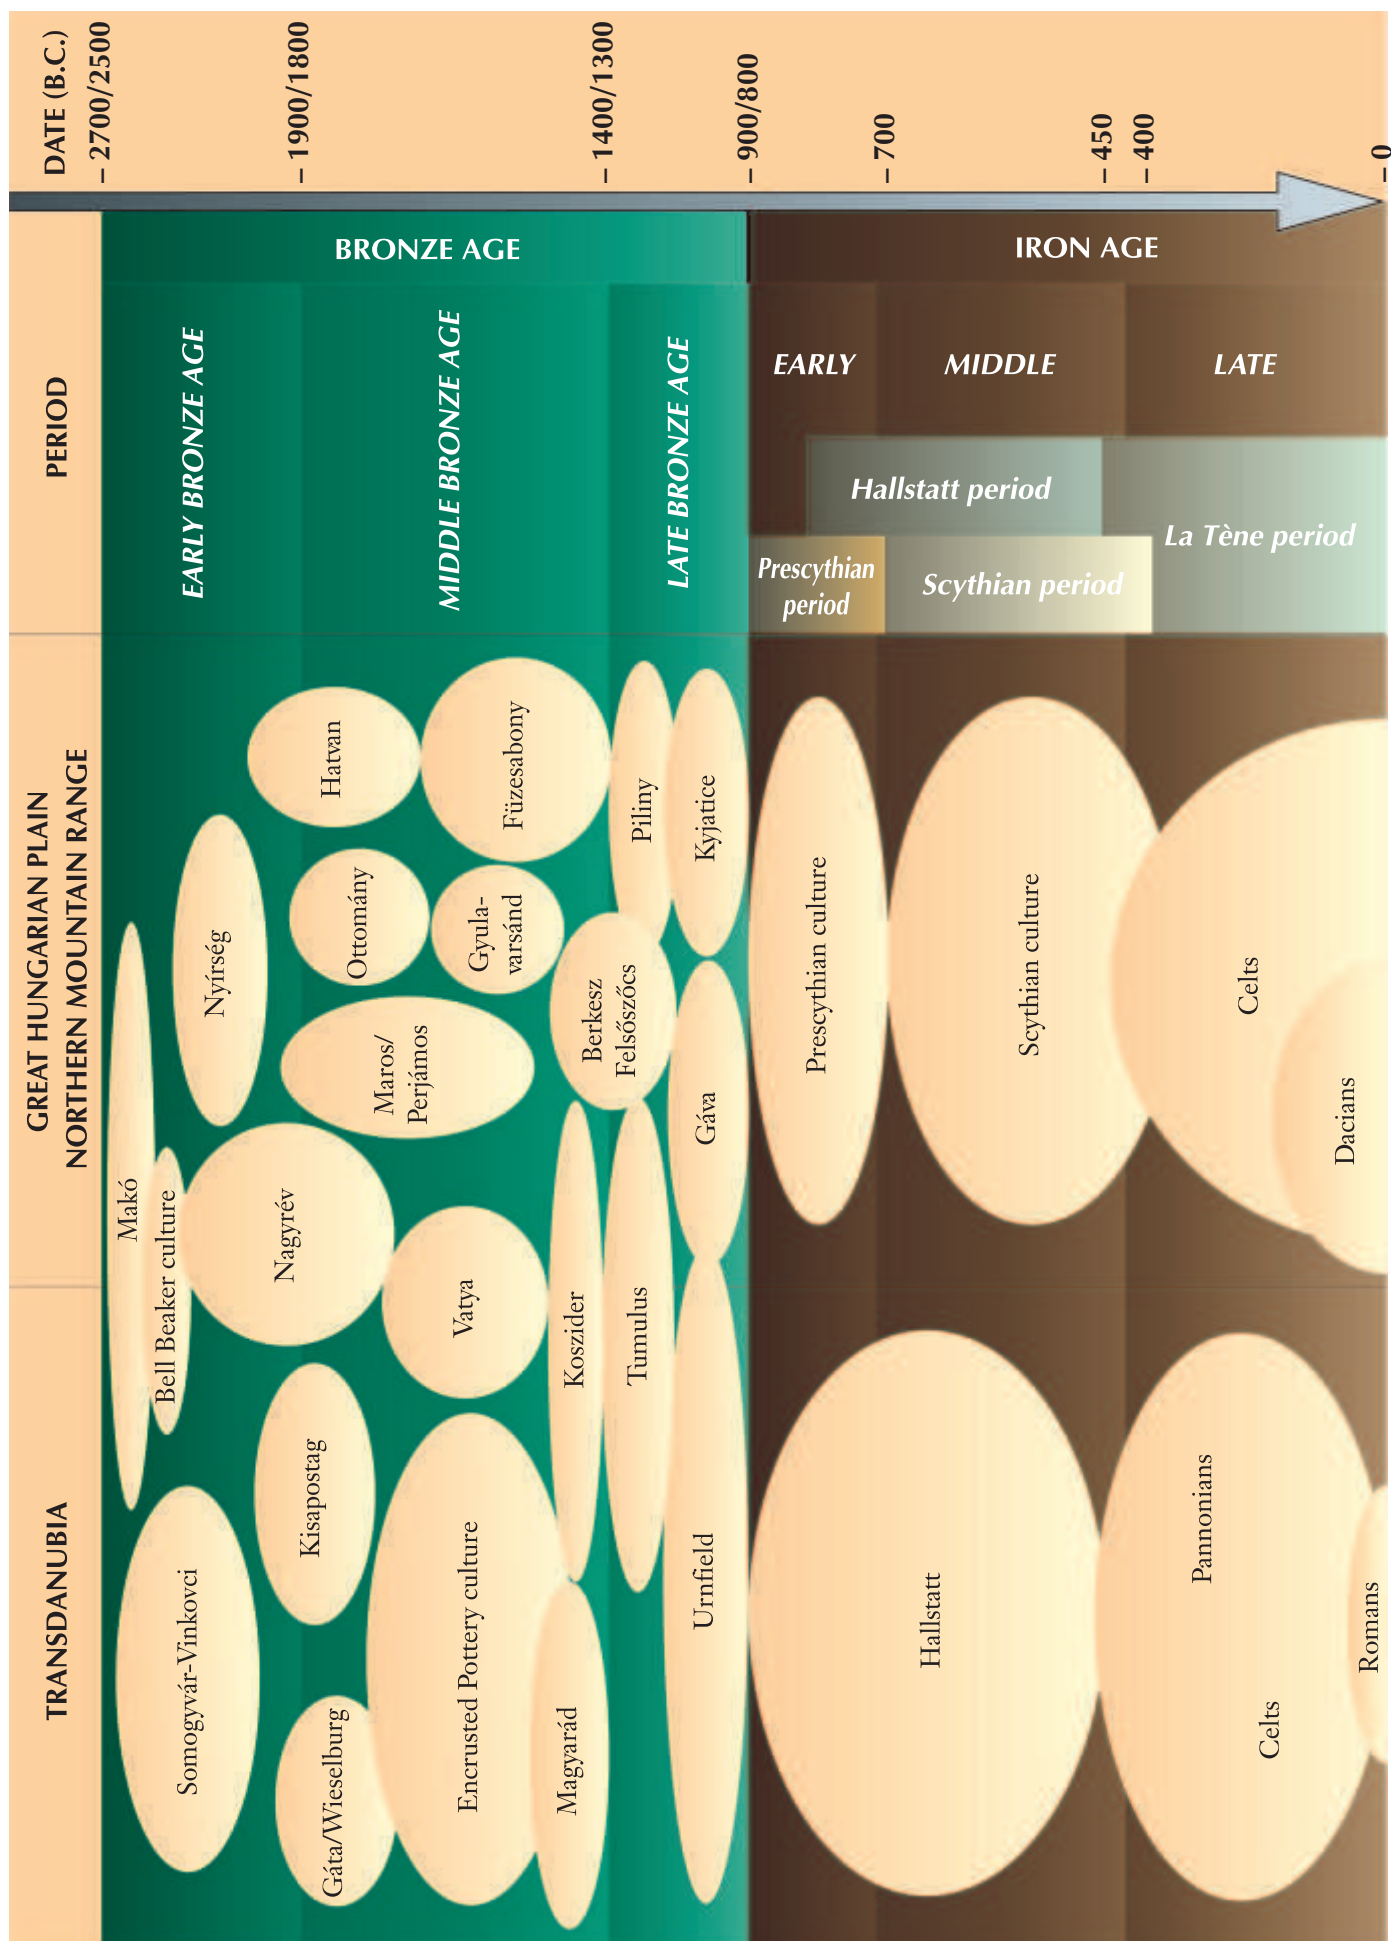 DATE (B.C.)
2700/2500
1900/1800
1400/1300
900/800
700
450
400
0
PERIOD
BRONZE AGE
IRON AGE
EARLY BRONZE AGE
MIDDLE BRONZE AGE
LATE BRONZE AGE
EARLY
MIDDLE
LATE
Hallstatt period
La Tène period
Prescythian
period
Scythian period
GREAT HUNGARIAN PLAIN
NORTHERN MOUNTAIN RANGE
Makó
Bell Beaker culture
Nyírség
Nagyrév
Hatvan
Ottomány
Maros/
Perjámos
Füzesabony
Gyula-
varsánd
Vatya
Koszider
Berkesz
Felsőszőcs
Tumulus
Piliny
Kyjatice
Gáva
Prescythian culture
Scythian culture
Celts
Dacians
TRANSDANUBIA
Somogyvár-Vinkovci
Kisapostag
Gáta/Wieselburg
Encrusted Pottery culture
Magyarád
Urnfield
Hallstatt
Pannonians
Celts
Romans